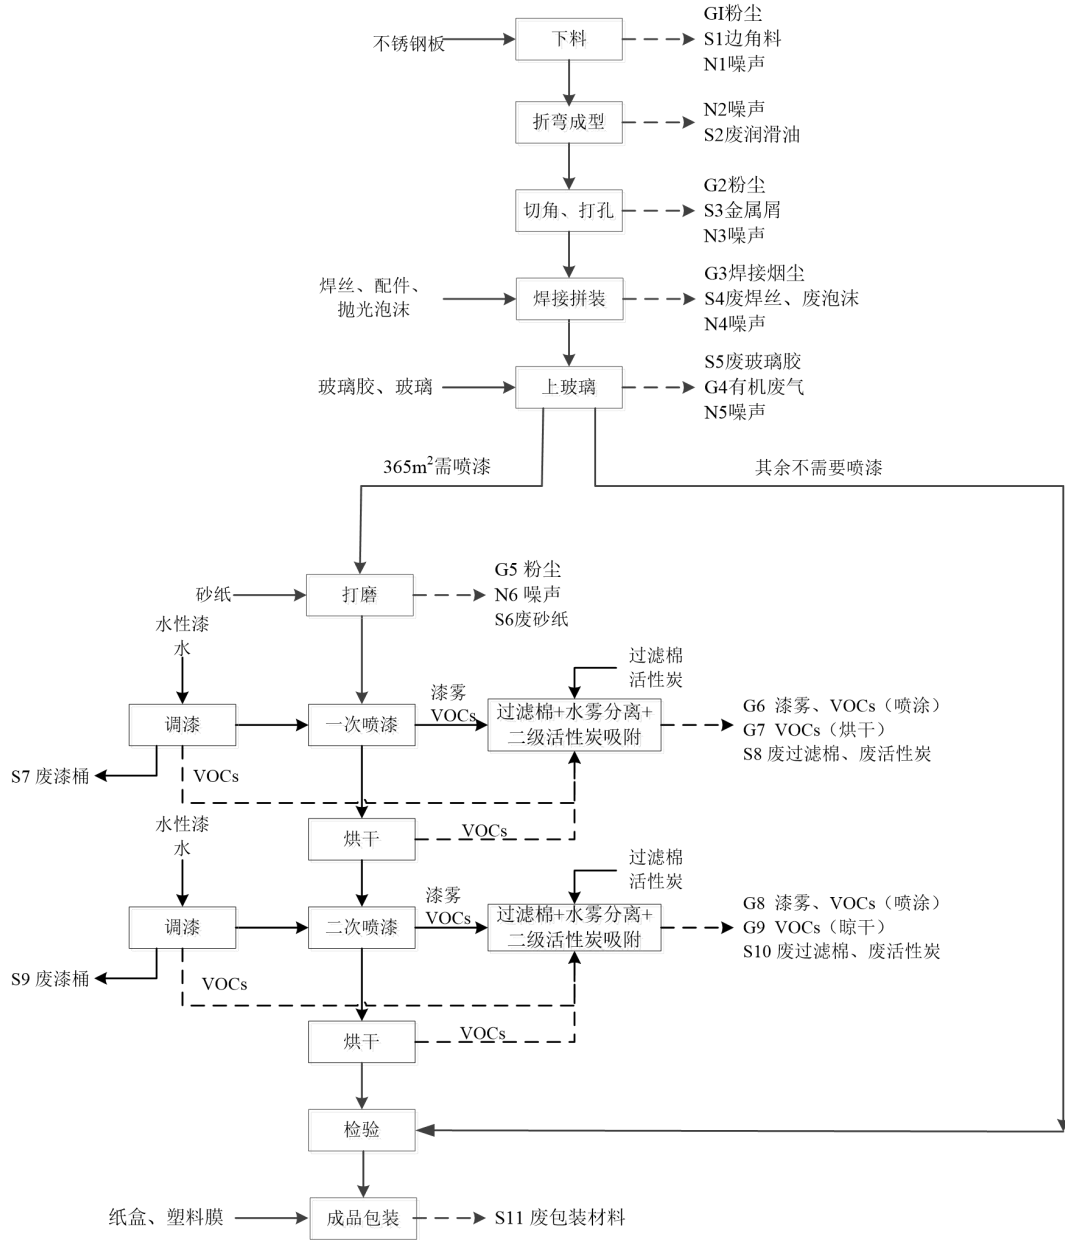 不锈钢板
下料
GI粉尘
S1边角料
N1噪声
折弯成型
N2噪声
S2废润滑油
切角、打孔
G2粉尘
S3金属屑
N3噪声
焊丝、配件、
抛光泡沫
焊接拼装
G3焊接烟尘
S4废焊丝、废泡沫
N4噪声
玻璃胶、玻璃
上玻璃
S5废玻璃胶
G4有机废气
N5噪声
365m²需喷漆
其余不需要喷漆
砂纸
打磨
G5 粉尘
N6 噪声
S6废砂纸
水性漆
水
调漆
S7 废漆桶
VOCs
一次喷漆
漆雾
VOCs
过滤棉
活性炭
过滤棉+水雾分离+
二级活性炭吸附
G6 漆雾、VOCs（喷涂）
G7 VOCs（烘干）
S8 废过滤棉、废活性炭
烘干
VOCs
水性漆
水
调漆
S9 废漆桶
VOCs
二次喷漆
漆雾
VOCs
过滤棉
活性炭
过滤棉+水雾分离+
二级活性炭吸附
G8 漆雾、VOCs（喷涂）
G9 VOCs（晾干）
S10 废过滤棉、废活性炭
烘干
VOCs
检验
纸盒、塑料膜
成品包装
S11 废包装材料